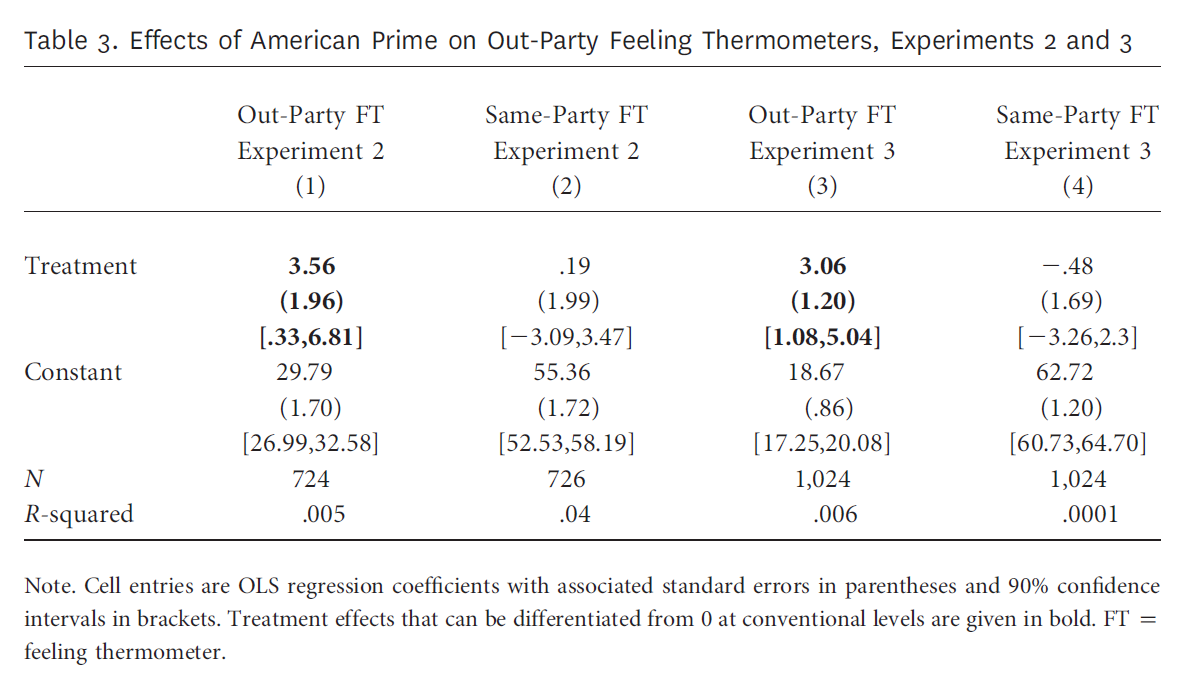 Table 3. Effects of American Prime on Out-Party Feeling Thermometers, Experiments 2 and 3
Out-Party FT Same-Party FT Out-Party FT Same-Party FT
Experiment 2 Experiment 2 Experiment 3 Experiment 3
(1) (2) (3) (4)
Treatment 3.56 .19 3.06 −.48
(1.96) (1.99) (1.20) (1.69)
[.33,6.81] [−3.09,3.47] [1.08,5.04] [−3.26,2.3]
Constant 29.79 55.36 18.67 62.72
(1.70) (1.72) (.86) (1.20)
[26.99,32.58] [52.53,58.19] [17.25,20.08] [60.73,64.70]
N 724 726 1,024 1,024
R-squared .005 .04 .006 .0001
Note. Cell entries are OLS regression coefficients with associated standard errors in parentheses and 90% confidence
intervals in brackets. Treatment effects that can be differentiated from 0 at conventional levels are given in bold. FT =
feeling thermometer.